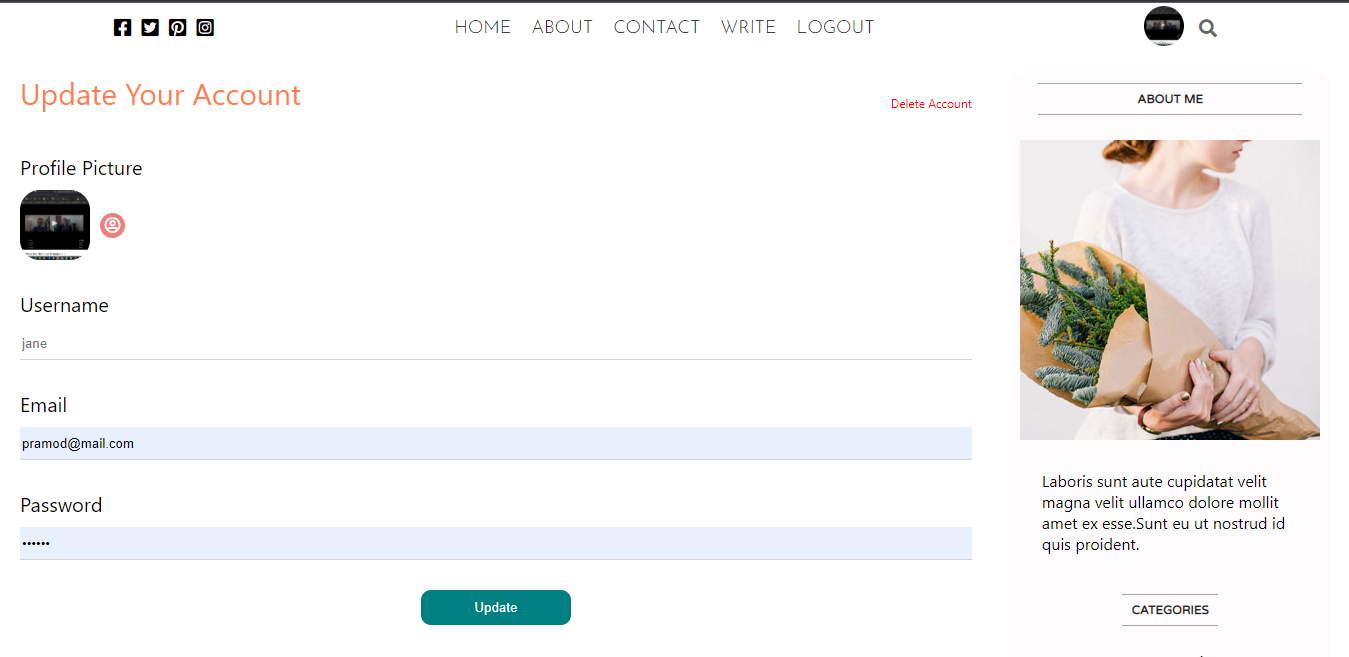 HOME ABOUT CONTACT WRITE LOGOUT
Update Your Account
Delete Account
Profile Picture
Username
jane
Email
pramod@mail.com
Password
••••••
Update
ABOUT ME
Laboris sunt aute cupidatat velit
magna velit ullamco dolore mollit
amet ex esse.Sunt eu ut nostrud id
quis proident.
CATEGORIES